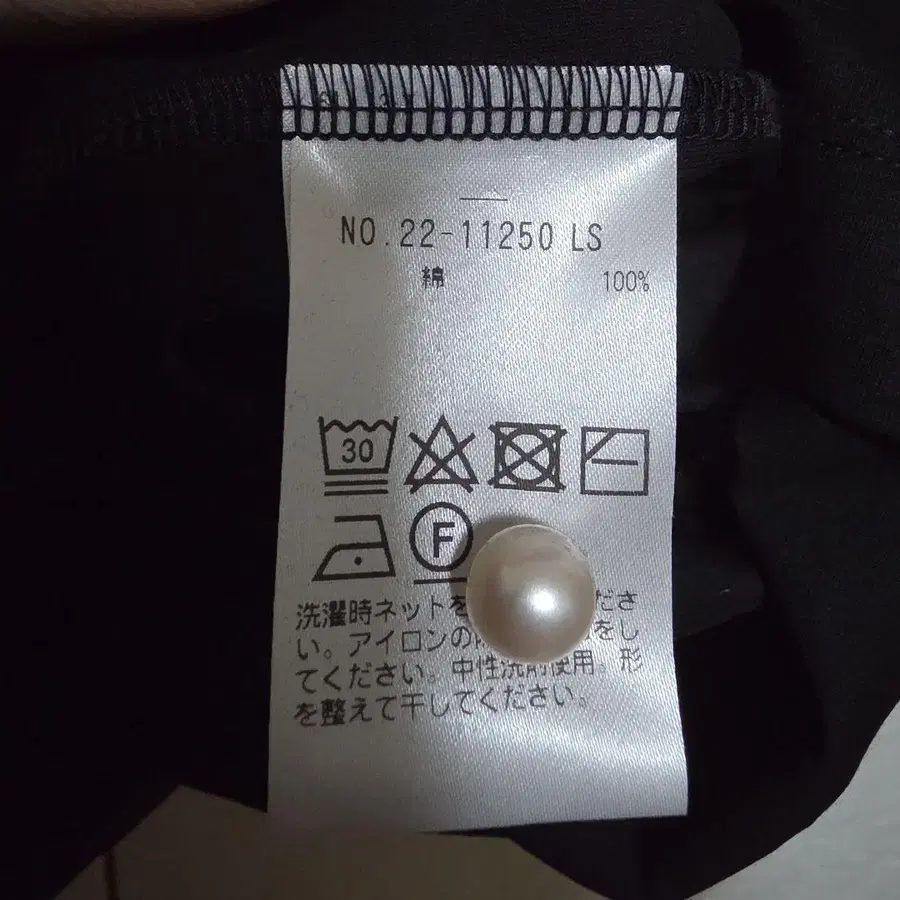 NO.22-11250 LS
綿 100%
30
F
洗濯時ネットを ださ
い。アイロンの をし
てください。中性洗剤使用。形
を整えて干してください。